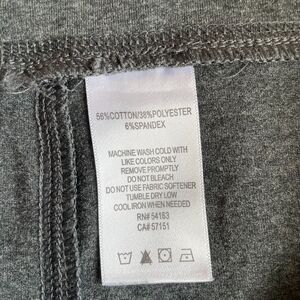 56%COTTON/38%POLYESTER
6%SPANDEX
MACHINE WASH COLD WITH
LIKE COLORS ONLY
REMOVE PROMPTLY
DO NOT BLEACH
DO NOT USE FABRIC SOFTENER
TUMBLE DRY LOW
COOL IRON WHEN NEEDED
RN# 54163
CA# 57151